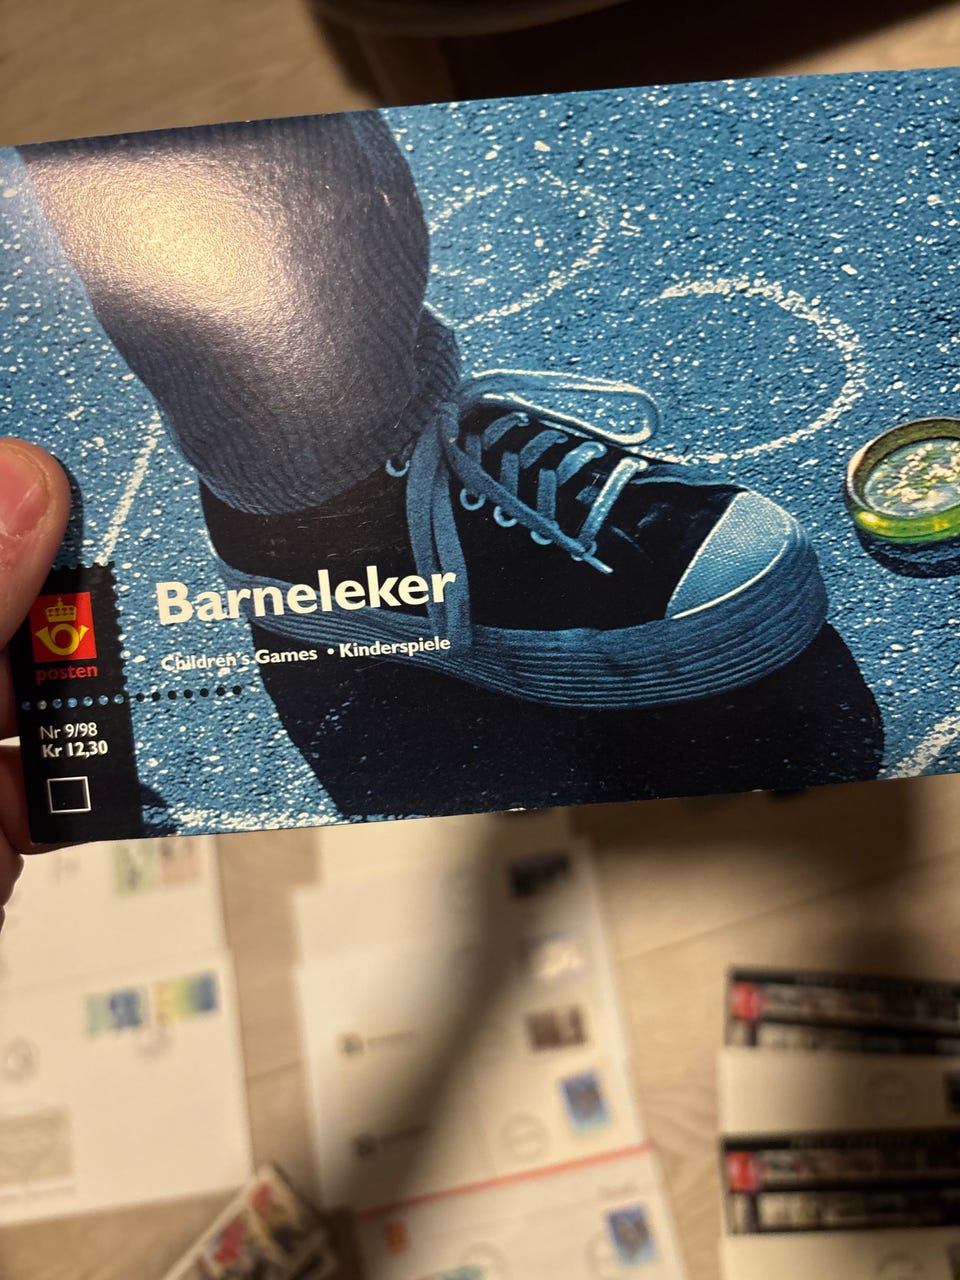 Barneleker
Children's Games • Kinderspiele
posten
Nr 9/98
Kr 12,30